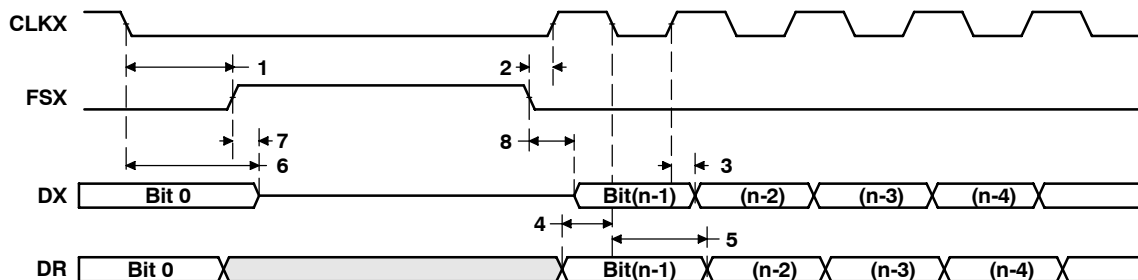 CLKX
1 2
FSX
7 8
6
3
DX Bit 0 Bit(n-1) (n-2) (n-3) (n-4)
4 5
DR Bit 0 Bit(n-1) (n-2) (n-3) (n-4)